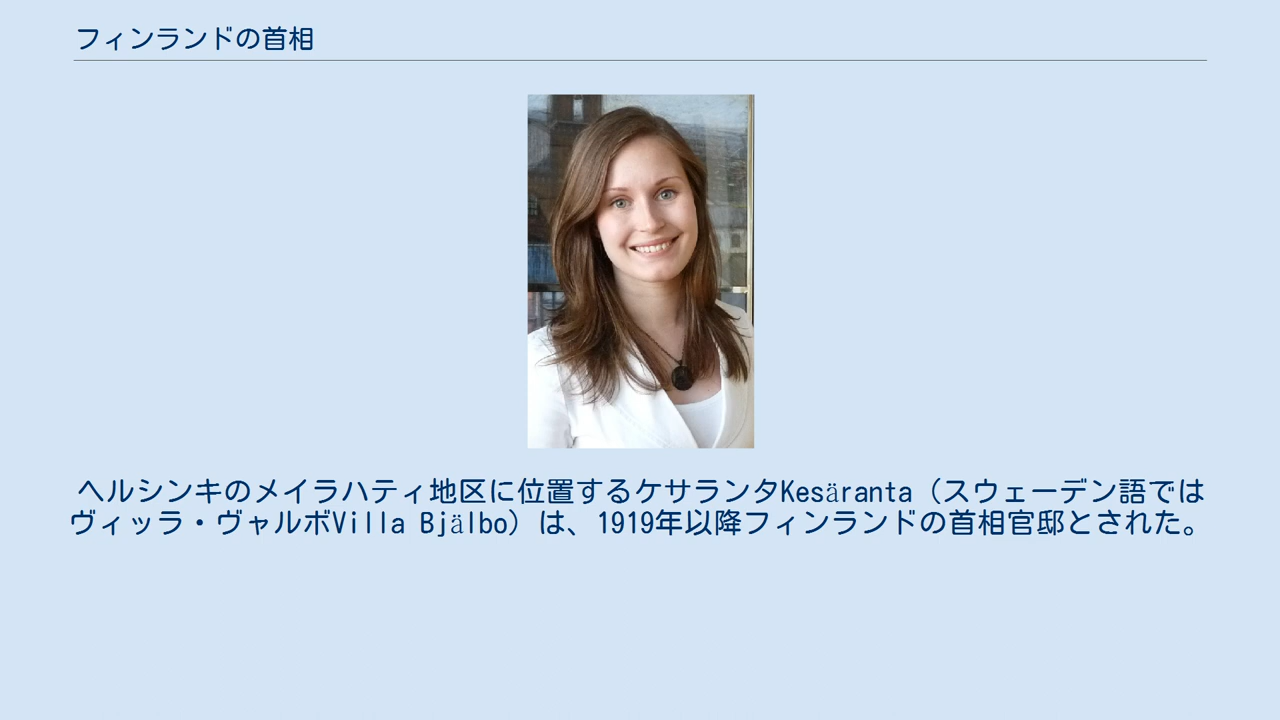 フィンランドの首相
ヘルシンキのメイラハティ地区に位置するケサランタKesäranta（スウェーデン語では
ヴィッラ・ヴャルボVilla Bjälbo）は、1919年以降フィンランドの首相官邸とされた。